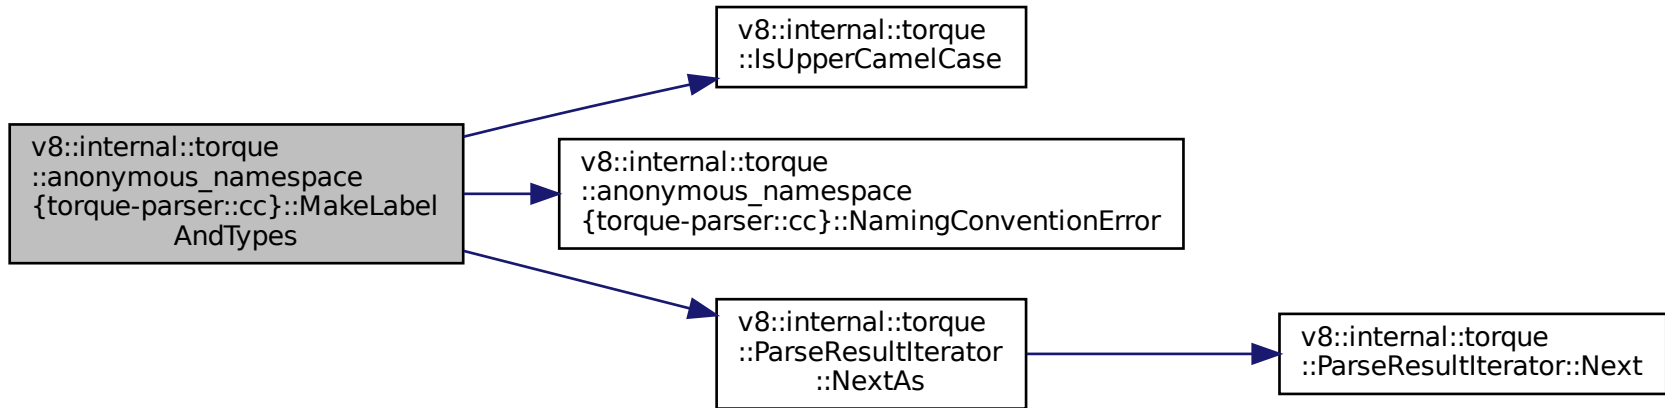 v8::internal::torque
::IsUpperCamelCase
v8::internal::torque
::anonymous_namespace
{torque-parser::cc}::MakeLabel
AndTypes
v8::internal::torque
::anonymous_namespace
{torque-parser::cc}::NamingConventionError
v8::internal::torque
::ParseResultIterator
::NextAs
v8::internal::torque
::ParseResultIterator::Next